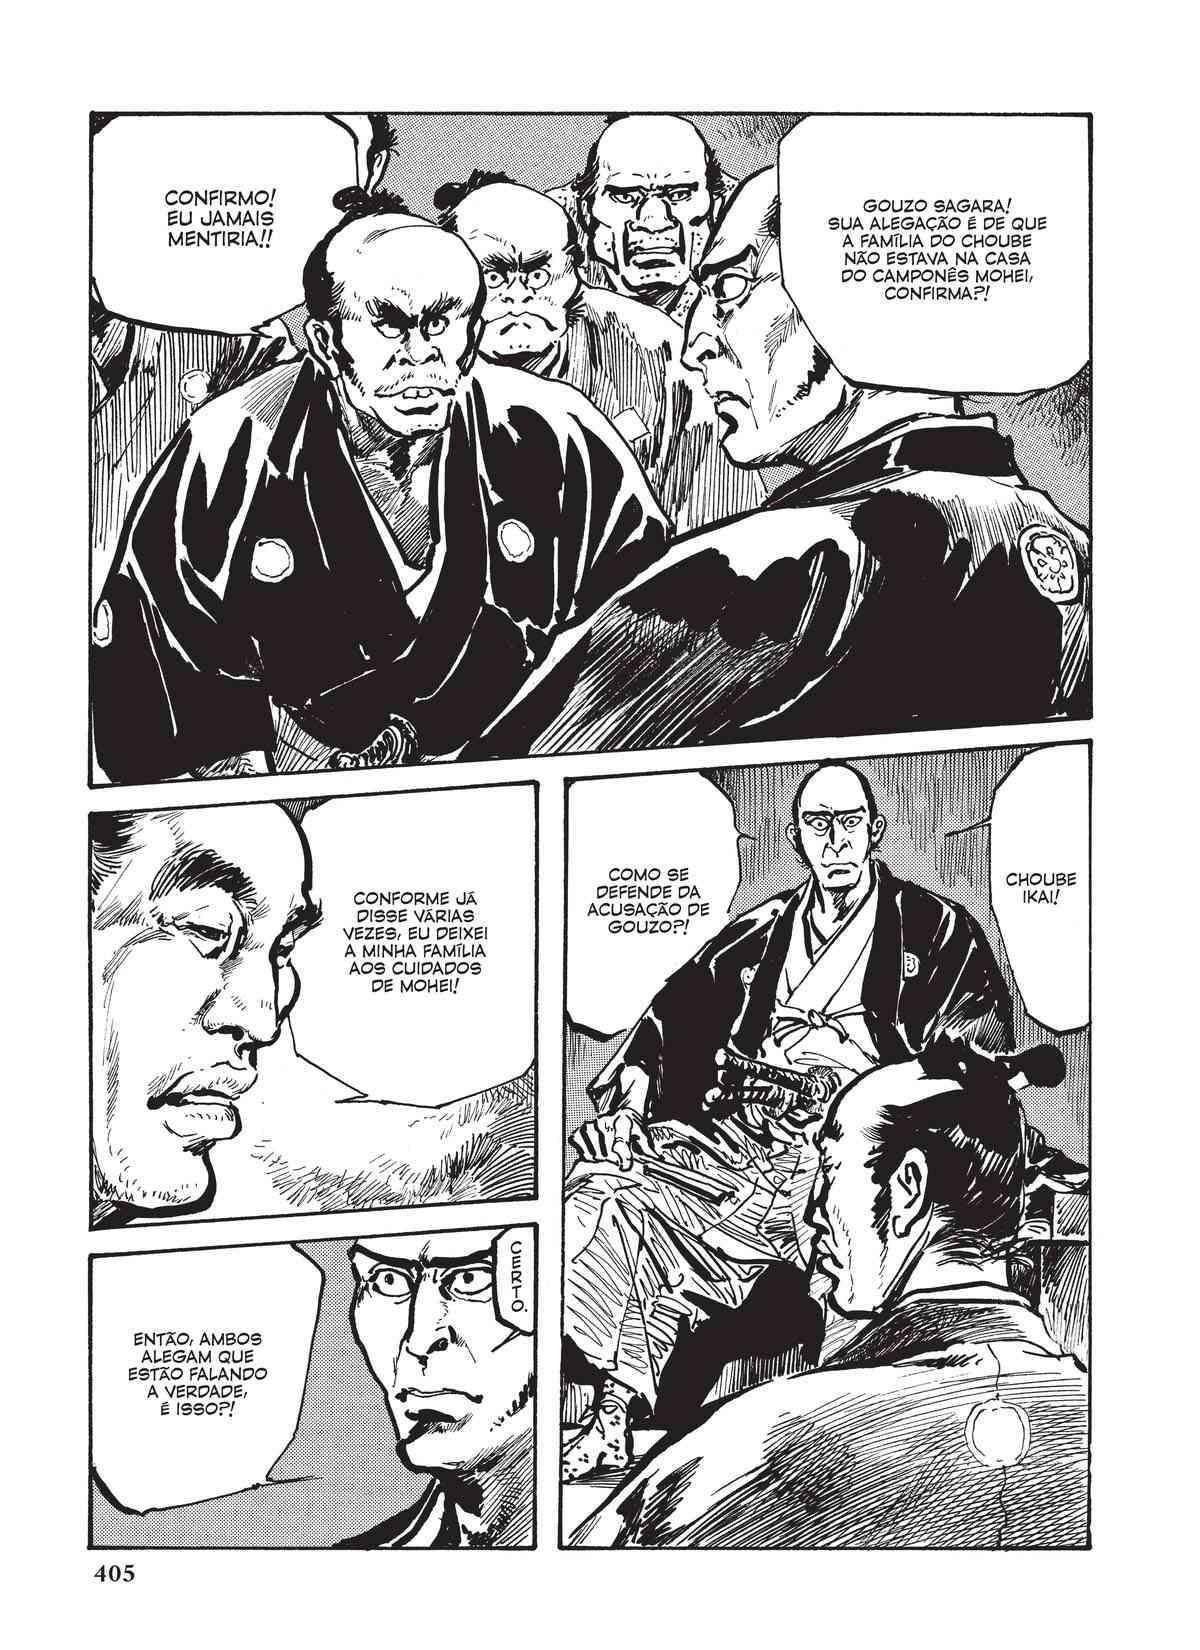 GOUZO SAGARA!
SUA ALEGAÇÃO É DE QUE
A FAMÍLIA DO CHOUBE
NÃO ESTAVA NA CASA
DO CAMPONÊS MOHEI,
CONFIRMA?!
CONFIRMO!
EU JAMAIS
MENTIRIA!!
CHOUBE
IKAI!
COMO SE
DEFENDE DA
ACUSAÇÃO DE
GOUZO?!
CONFORME JÁ
DISSE VÁRIAS
VEZES, EU DEIXEI
A MINHA FAMÍLIA
AOS CUIDADOS
DE MOHEI!
CERTO.
ENTÃO, AMBOS
ALEGAM QUE
ESTÃO FALANDO
A VERDADE,
É ISSO?!
405